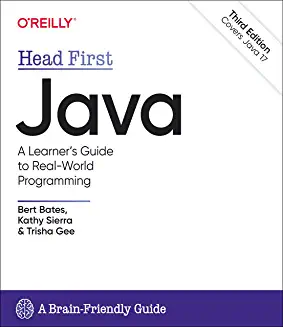 O'REILLY®
Third Edition
Covers Java 17
Head First
Java
A Learner's Guide
to Real-World
Programming
Bert Bates,
Kathy Sierra
& Trisha Gee
A Brain-Friendly Guide